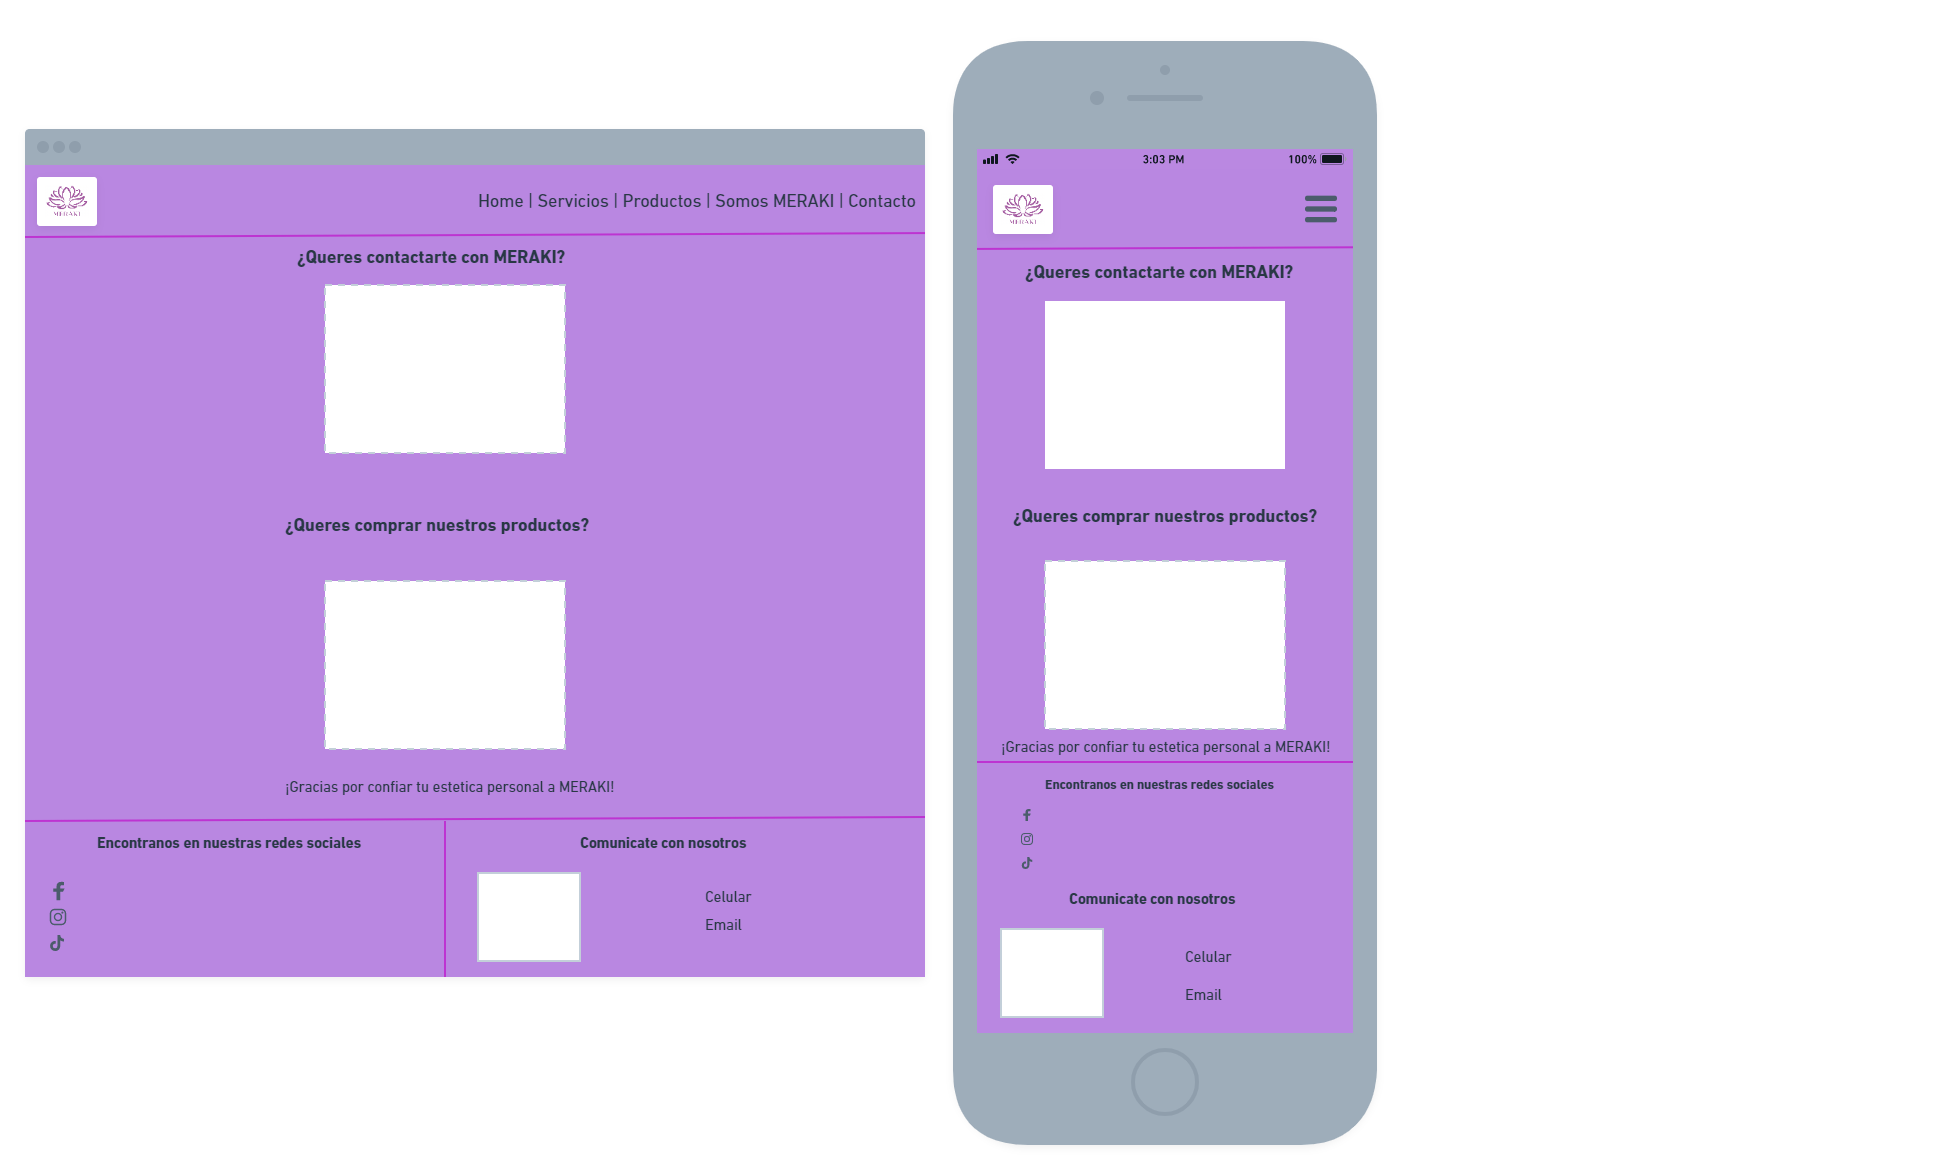 MERAKI
Home | Servicios | Productos | Somos MERAKI | Contacto
¿Queres contactarte con MERAKI?
¿Queres comprar nuestros productos?
¡Gracias por confiar tu estetica personal a MERAKI!
Encontranos en nuestras redes sociales
Comunicate con nosotros
Celular
Email
3:03 PM
100%
MERAKI
¿Queres contactarte con MERAKI?
¿Queres comprar nuestros productos?
¡Gracias por confiar tu estetica personal a MERAKI!
Encontranos en nuestras redes sociales
Comunicate con nosotros
Celular
Email